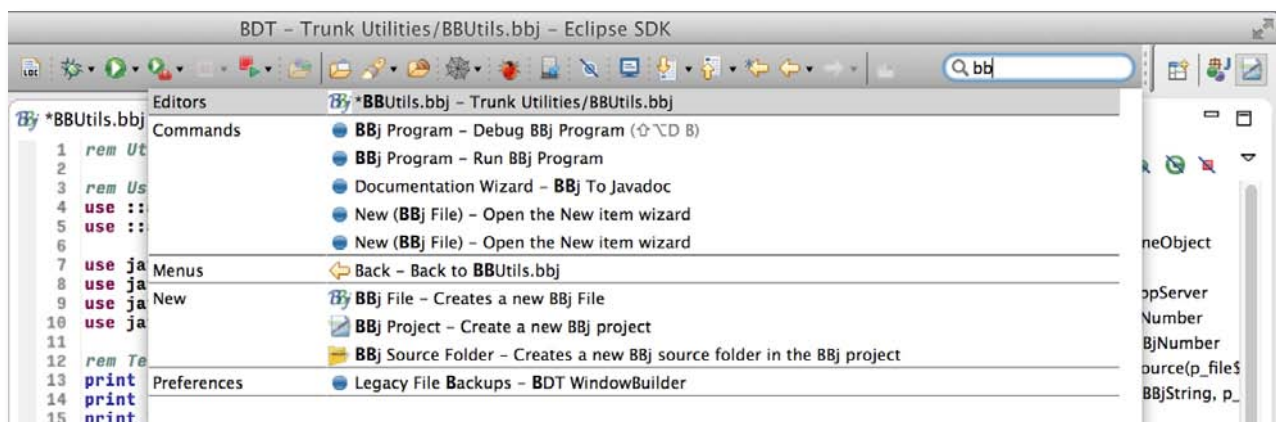 BDT – Trunk Utilities/BBUtils.bbj – Eclipse SDK
LOC
bb
*BBUtils.bbj
Editors
*BBUtils.bbj – Trunk Utilities/BBUtils.bbj
Commands
BBj Program – Debug BBj Program (⇧⌥D B)
BBj Program – Run BBj Program
Documentation Wizard – BBj To Javadoc
New (BBj File) – Open the New item wizard
New (BBj File) – Open the New item wizard
Menus
Back – Back to BBUtils.bbj
New
BBj File – Creates a new BBj File
BBj Project – Create a new BBj project
BBj Source Folder – Creates a new BBj source folder in the BBj project
Preferences
Legacy File Backups – BDT WindowBuilder
1 rem Ut
2
3 rem Us
4 use ::
5 use ::
6
7 use ja
8 use ja
9 use ja
10 use ja
11
12 rem Te
13 print
14 print
15 print
neObject
ppServer
Number
BjNumber
ource(p_file$
BBjString, p_